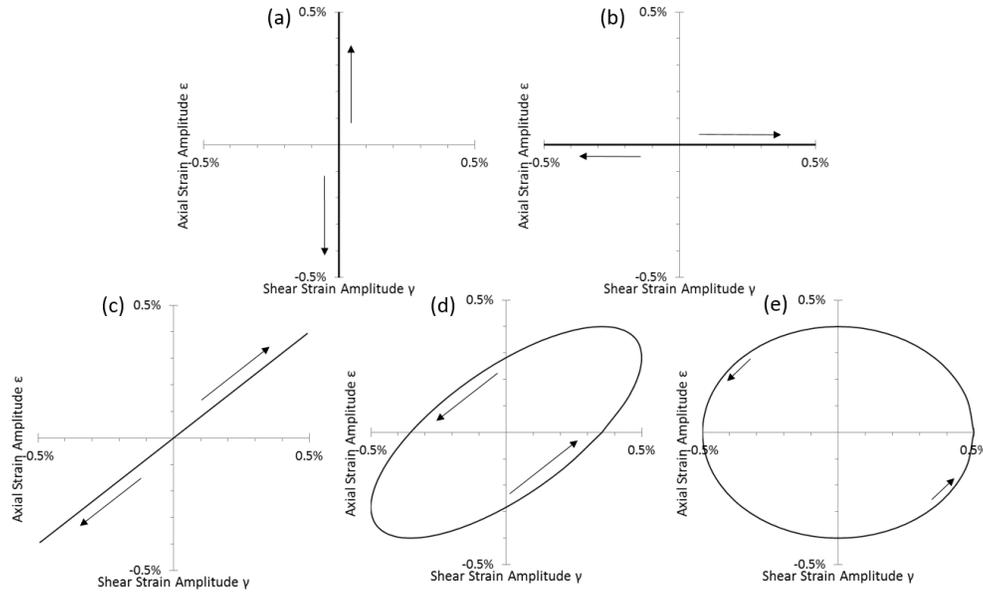 (a)
0.5%
Axial Strain Amplitude ε
-0.5%
0.5%
-0.5%
Shear Strain Amplitude γ
(b)
0.5%
Axial Strain Amplitude ε
-0.5%
0.5%
-0.5%
Shear Strain Amplitude γ
(c)
0.5%
Axial Strain Amplitude ε
-0.5%
0.5%
-0.5%
Shear Strain Amplitude γ
(d)
0.5%
Axial Strain Amplitude ε
-0.5%
0.5%
-0.5%
Shear Strain Amplitude γ
(e)
0.5%
Axial Strain Amplitude ε
-0.5%
0.5%
-0.5%
Shear Strain Amplitude γ